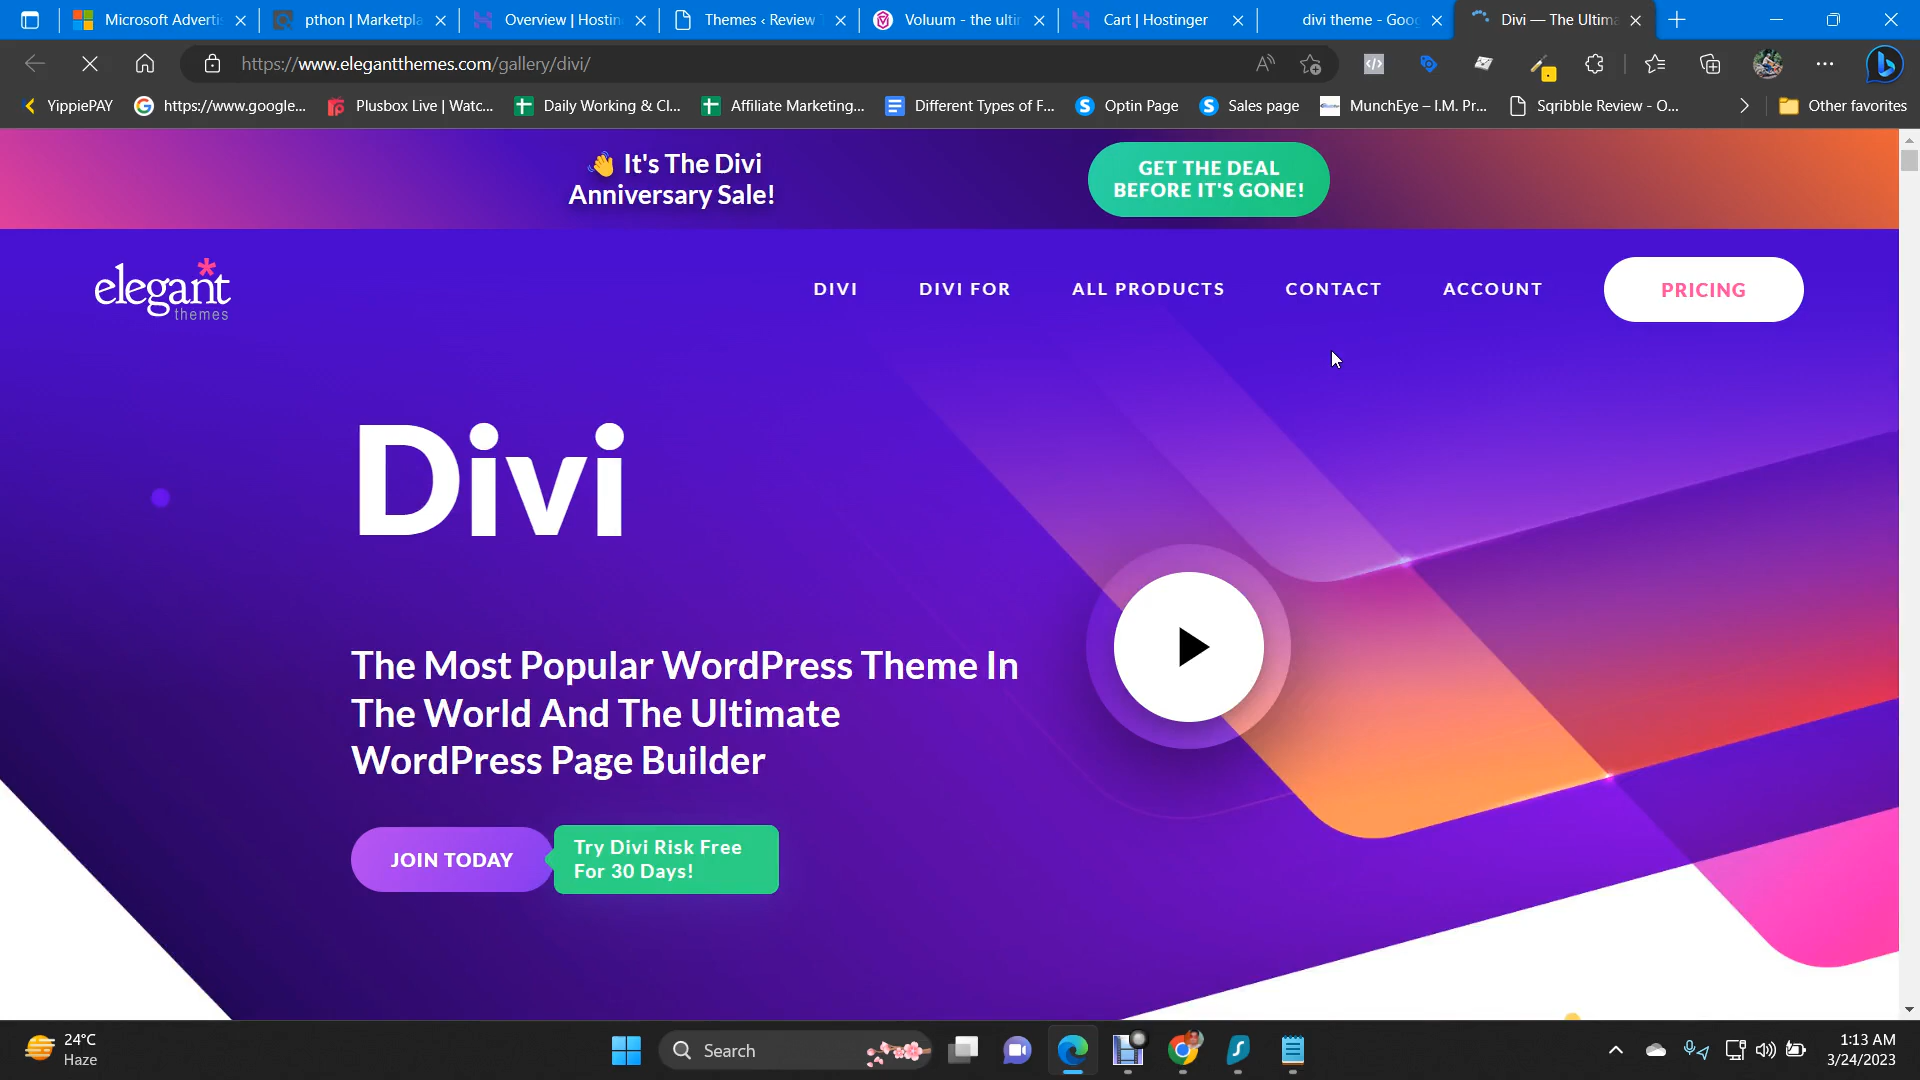 Microsoft Adverti
pthon | Marketpla
Overview | Hostin
Themes ‹ Review
Voluum - the ulti
Cart | Hostinger
divi theme - Goo
Divi — The Ultima
https://www.elegantthemes.com/gallery/divi/
YippiePAY
https://www.google...
Plusbox Live | Watc...
Daily Working & Cl...
Affiliate Marketing...
Different Types of F...
Optin Page
Sales page
MunchEye – I.M. Pr...
Sqribble Review - O...
Other favorites
👋 It's The Divi
Anniversary Sale!
GET THE DEAL
BEFORE IT'S GONE!
elegant
themes
DIVI
DIVI FOR
ALL PRODUCTS
CONTACT
ACCOUNT
PRICING
Divi
The Most Popular WordPress Theme In
The World And The Ultimate
WordPress Page Builder
JOIN TODAY
Try Divi Risk Free
For 30 Days!
24°C
Haze
Search
1:13 AM
3/24/2023